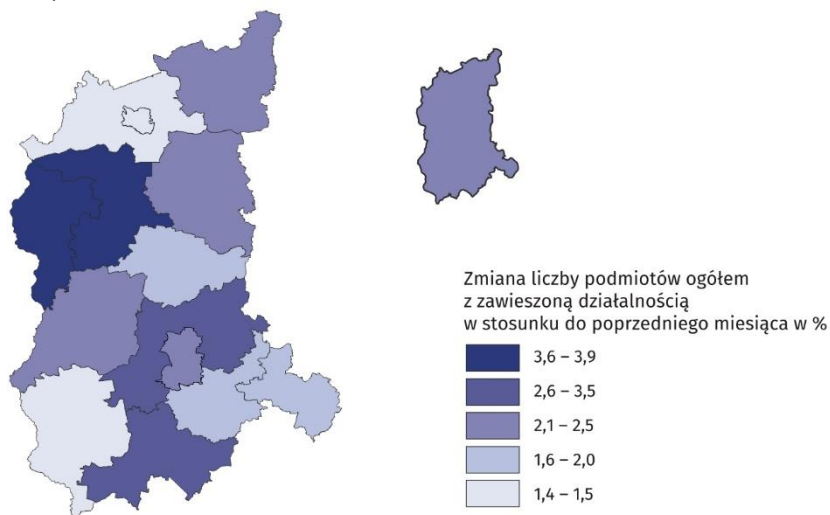 Zmiana liczby podmiotów ogółem
z zawieszoną działalnością
w stosunku do poprzedniego miesiąca w %
3,6 – 3,9
2,6 – 3,5
2,1 – 2,5
1,6 – 2,0
1,4 – 1,5